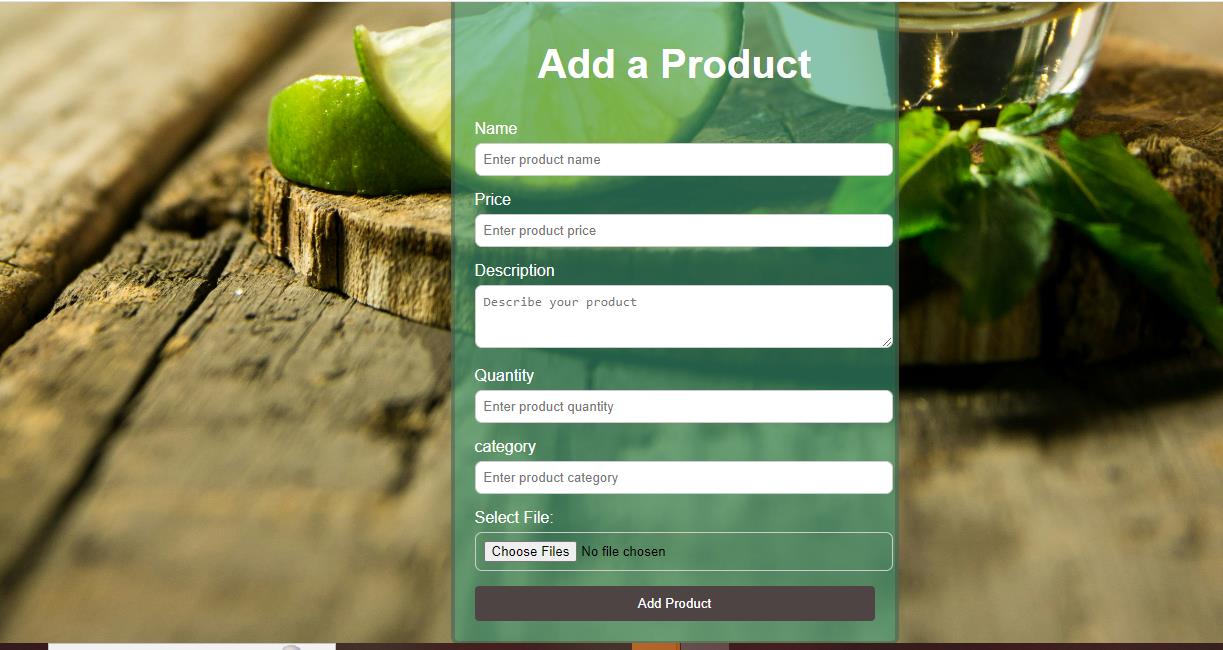 Add a Product
Name
Enter product name
Price
Enter product price
Description
Describe your product
Quantity
Enter product quantity
category
Enter product category
Select File:
Choose Files No file chosen
Add Product